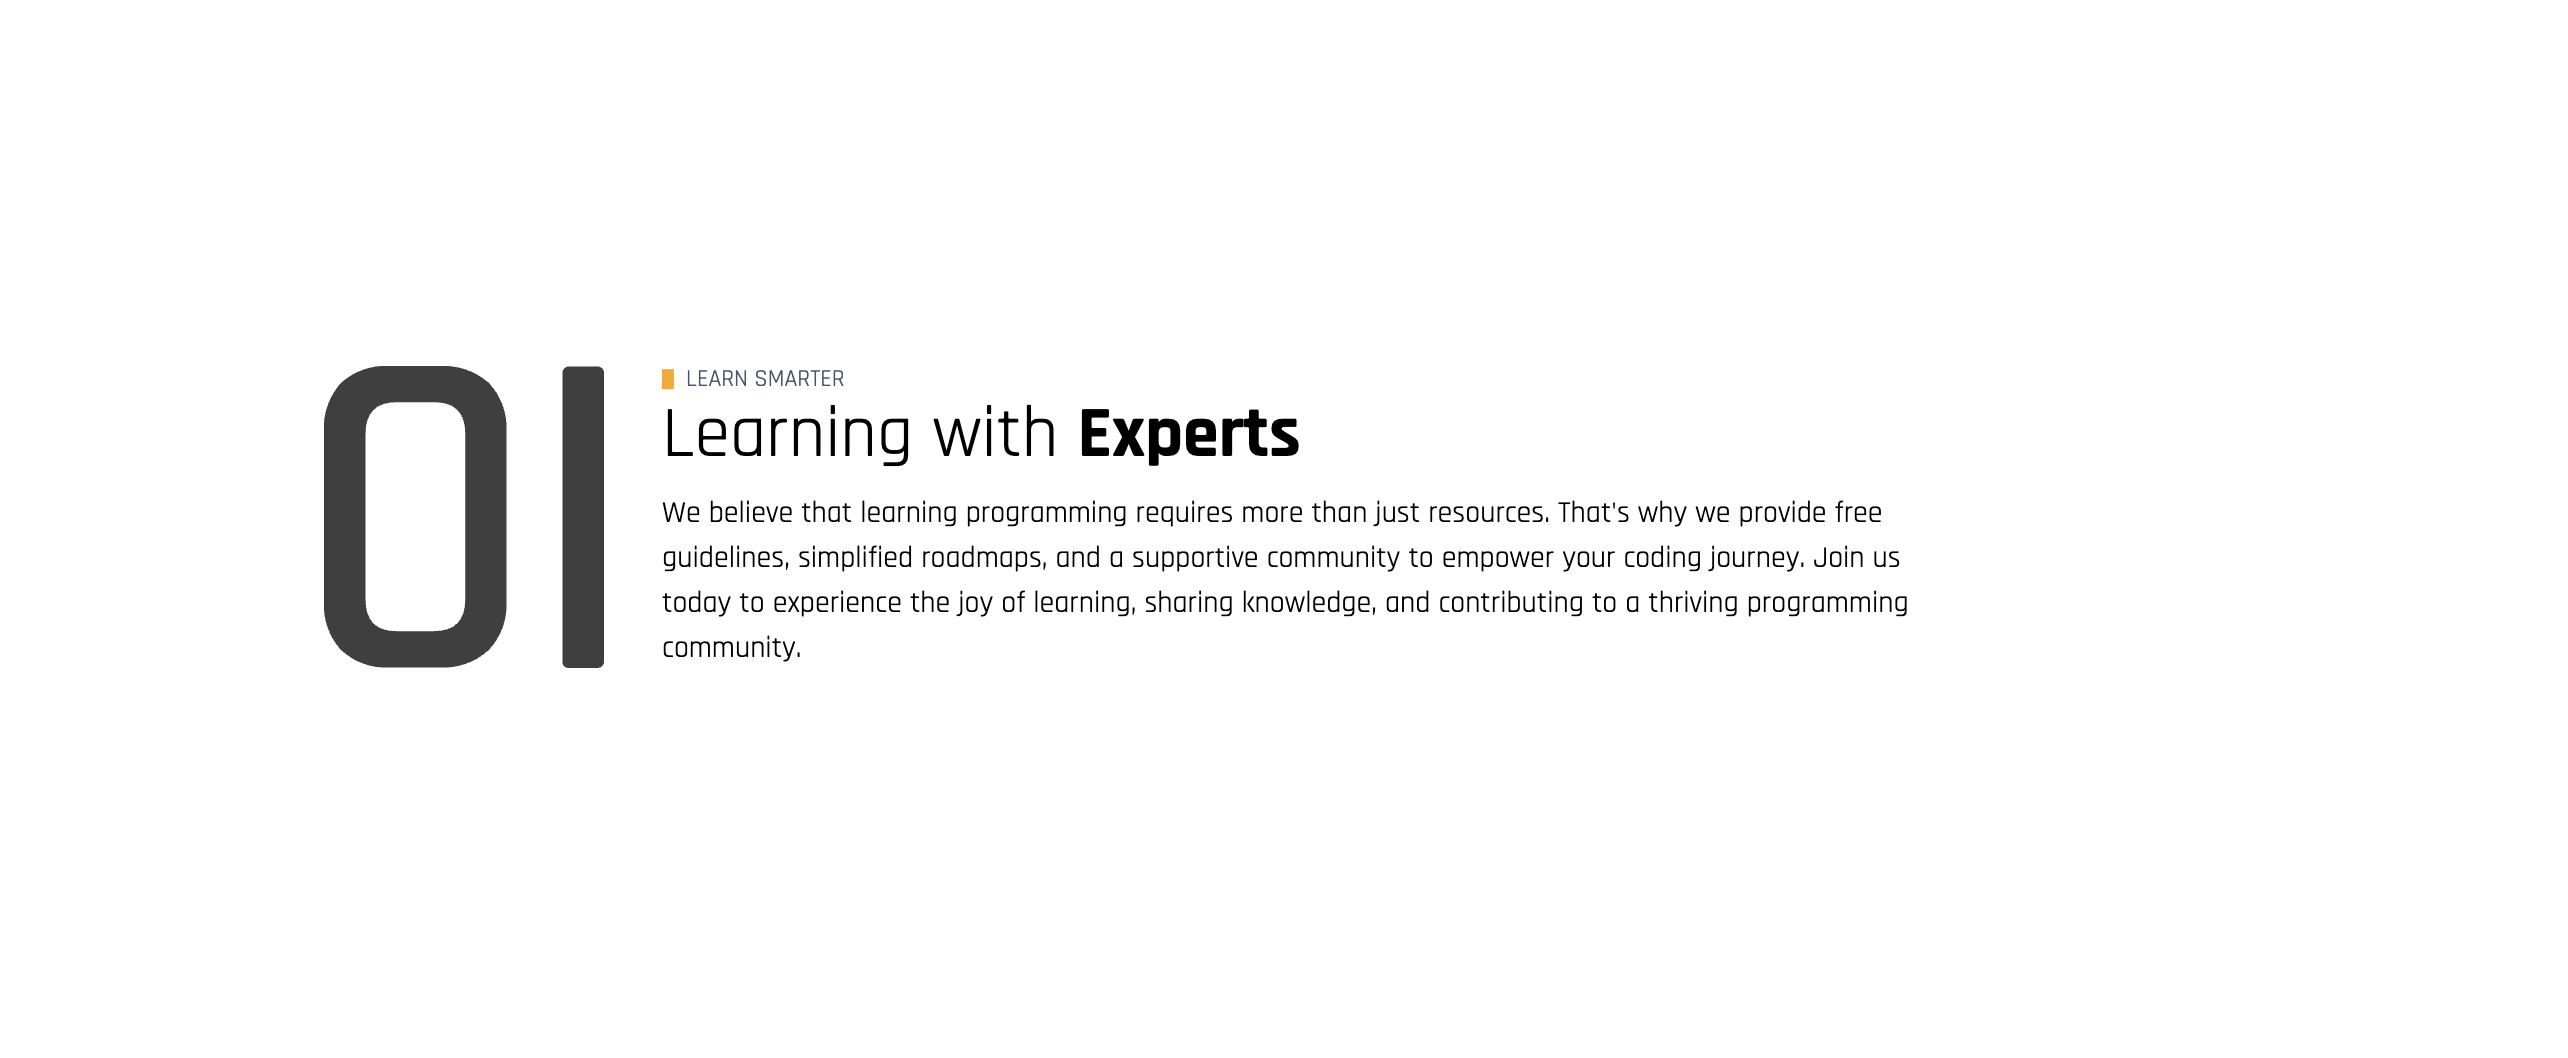 01
LEARN SMARTER
Learning with Experts
We believe that learning programming requires more than just resources. That's why we provide free
guidelines, simplified roadmaps, and a supportive community to empower your coding journey. Join us
today to experience the joy of learning, sharing knowledge, and contributing to a thriving programming
community.